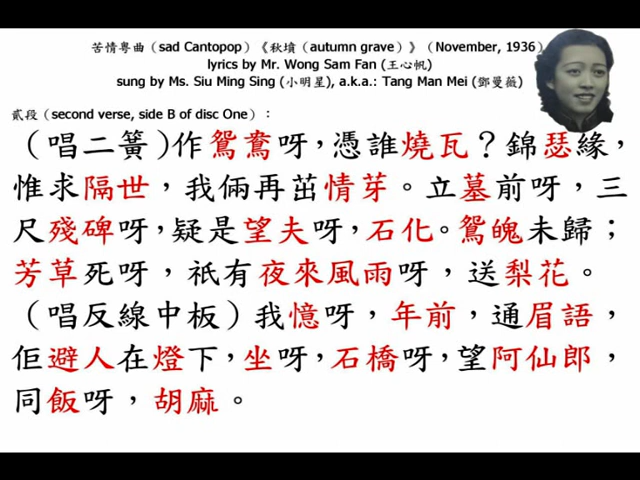 苦情粵曲（sad Cantopop）《秋墳（autumn grave）》（November, 1936）
lyrics by Mr. Wong Sam Fan (王心帆)
sung by Ms. Siu Ming Sing (小明星), a.k.a.: Tang Man Mei (鄧曼薇)
貳段（second verse, side B of disc One）:
（唱二簧)作鴛鴦呀，憑誰燒瓦？錦瑟緣，
惟求隔世，我倆再茁情芽。立墓前呀，三
尺殘碑呀，疑是望夫呀，石化。鴛魄未歸；
芳草死呀，祇有夜來風雨呀，送梨花。
（唱反線中板）我憶呀，年前，通眉語，
佢避人在燈下，坐呀，石橋呀，望阿仙郎，
同飯呀，胡麻。